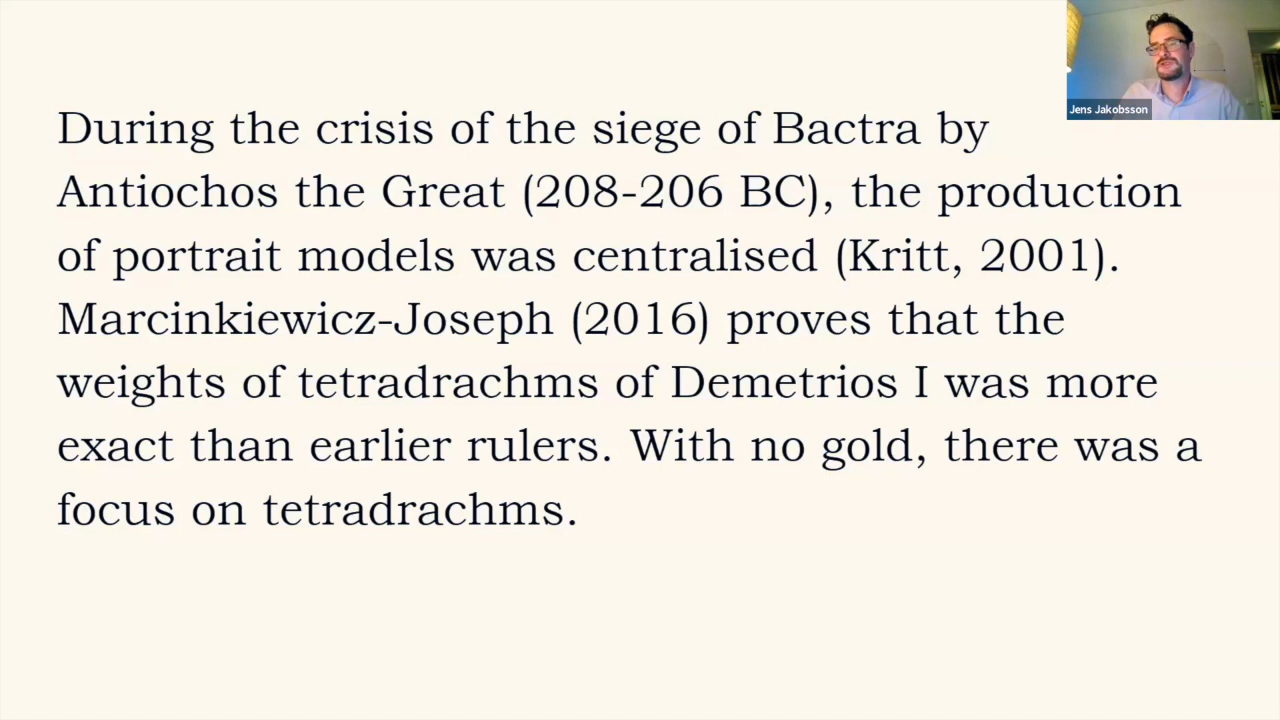 During the crisis of the siege of Bactra by
Antiochos the Great (208-206 BC), the production
of portrait models was centralised (Kritt, 2001).
Marcinkiewicz-Joseph (2016) proves that the
weights of tetradrachms of Demetrios I was more
exact than earlier rulers. With no gold, there was a
focus on tetradrachms.
Jens Jakobsson